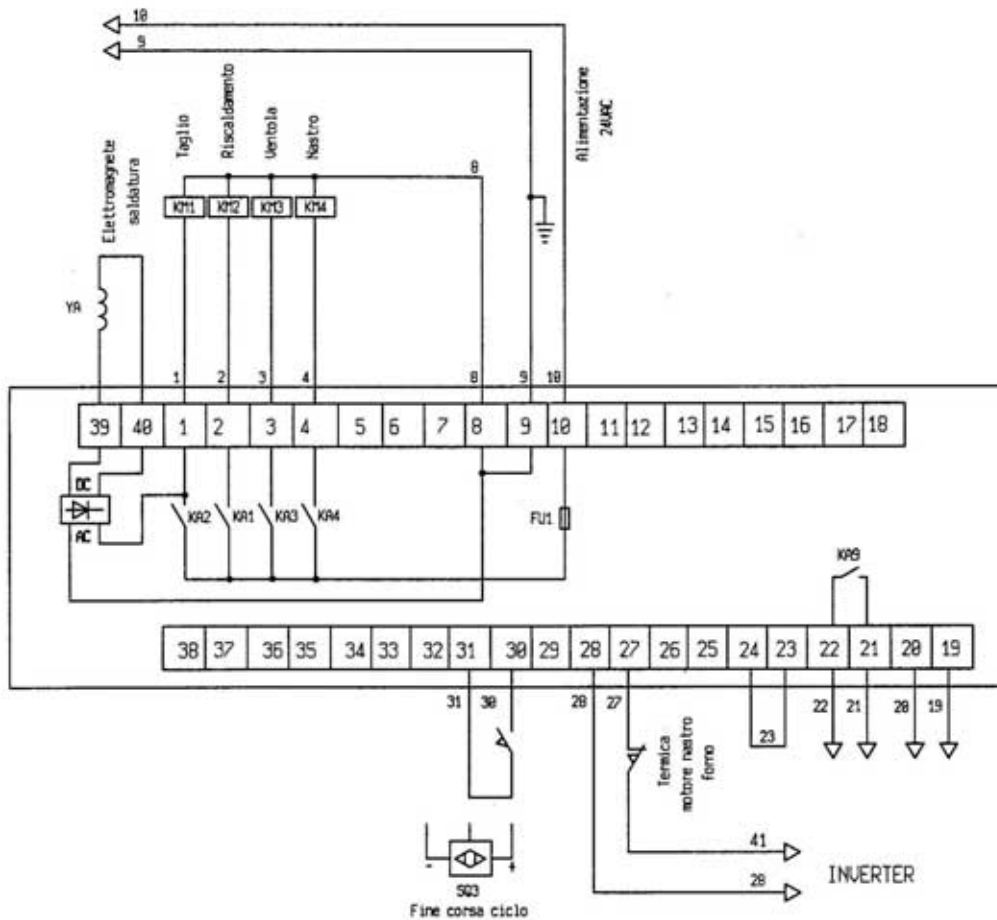 10
9
Elettromagnete
saldatura
Taglio
Riscaldamento
Ventola
Nastro
Alimentazione
24VAC
8
KM1 KM2 KM3 KM4
YA
1 2 3 4 8 9 10
39 40 1 2 3 4 5 6 7 8 9 10 11 12 13 14 15 16 17 18
DC
AC
KA2 KA1 KA3 KA4
FU1
KA9
38 37 36 35 34 33 32 31 30 29 28 27 26 25 24 23 22 21 20 19
31 30 28 27 23 22 21 20 19
Termica
motore nastro
forno
41
28
INVERTER
- +
SQ3
Fine corsa ciclo